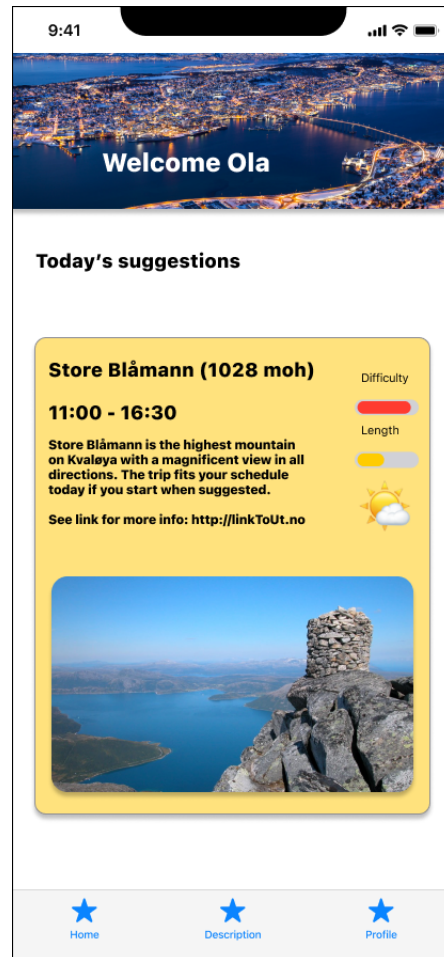 9:41
Welcome Ola
Today's suggestions
Store Blåmann (1028 moh)
Difficulty
11:00 - 16:30
Length
Store Blåmann is the highest mountain
on Kvaløya with a magnificent view in all
directions. The trip fits your schedule
today if you start when suggested.
See link for more info: http://linkToUt.no
Home
Description
Profile